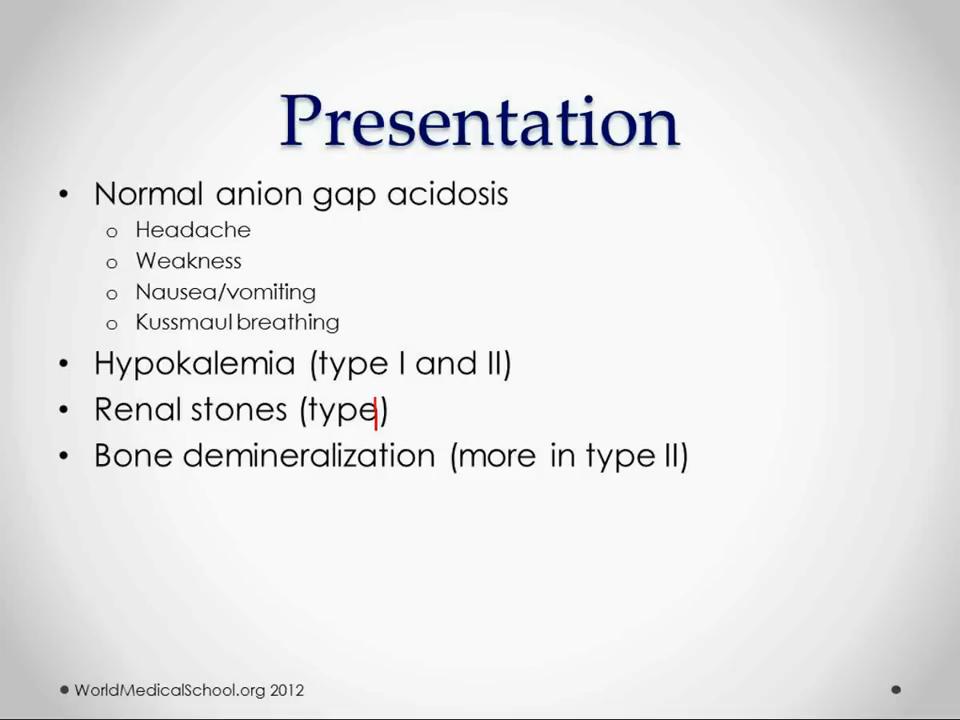 Presentation
• Normal anion gap acidosis
o Headache
o Weakness
o Nausea/vomiting
o Kussmaul breathing
• Hypokalemia (type I and II)
• Renal stones (type)
• Bone demineralization (more in type II)
WorldMedicalSchool.org 2012